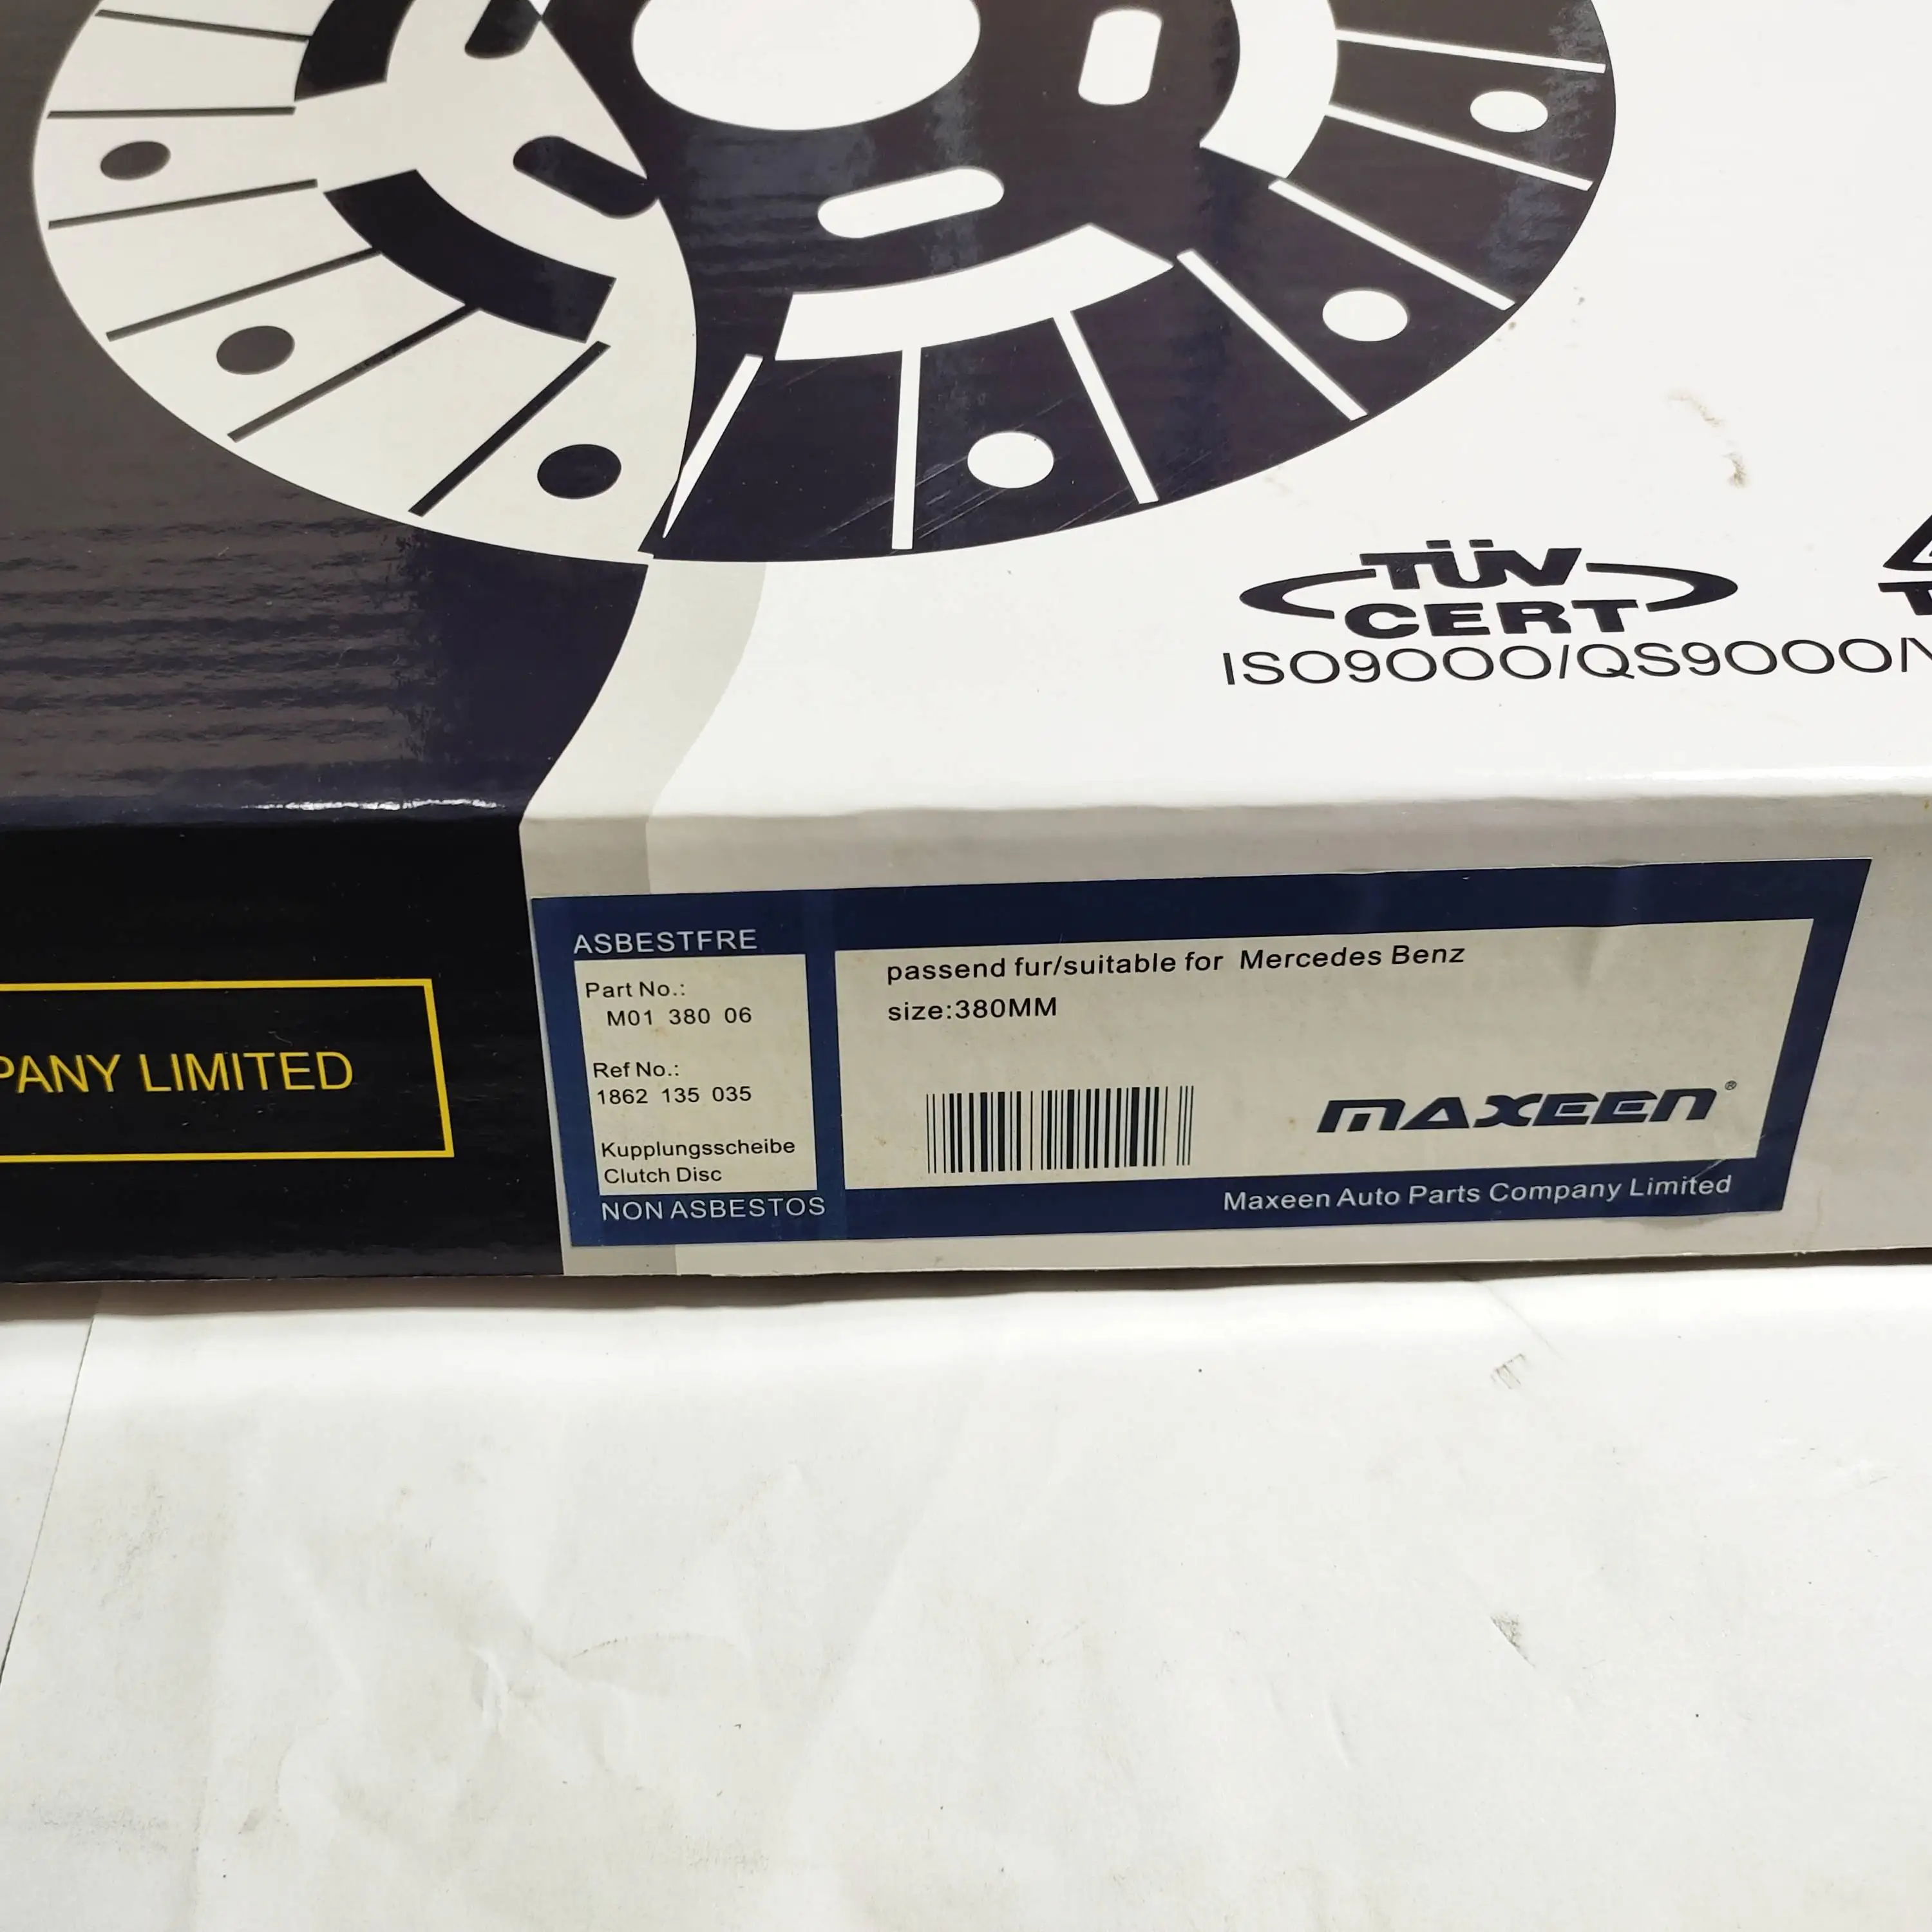 TÜV
CERT
ISO9000/QS9000/
PANY LIMITED
ASBESTFRE
Part No.:
M01 380 06
Ref No.:
1862 135 035
Kupplungsscheibe
Clutch Disc
NON ASBESTOS
passend fur/suitable for Mercedes Benz
size:380MM
MAXEEN®
Maxeen Auto Parts Company Limited